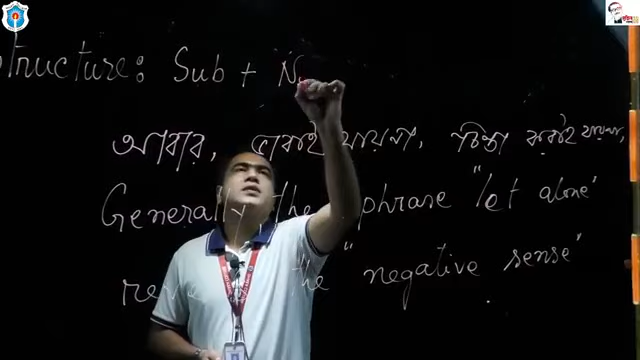 tructure: Sub + N
আবার, ভাবাই যায়না, চিন্তা করাই যায়না,
Generally the phrase "let alone"
the "negative sense"